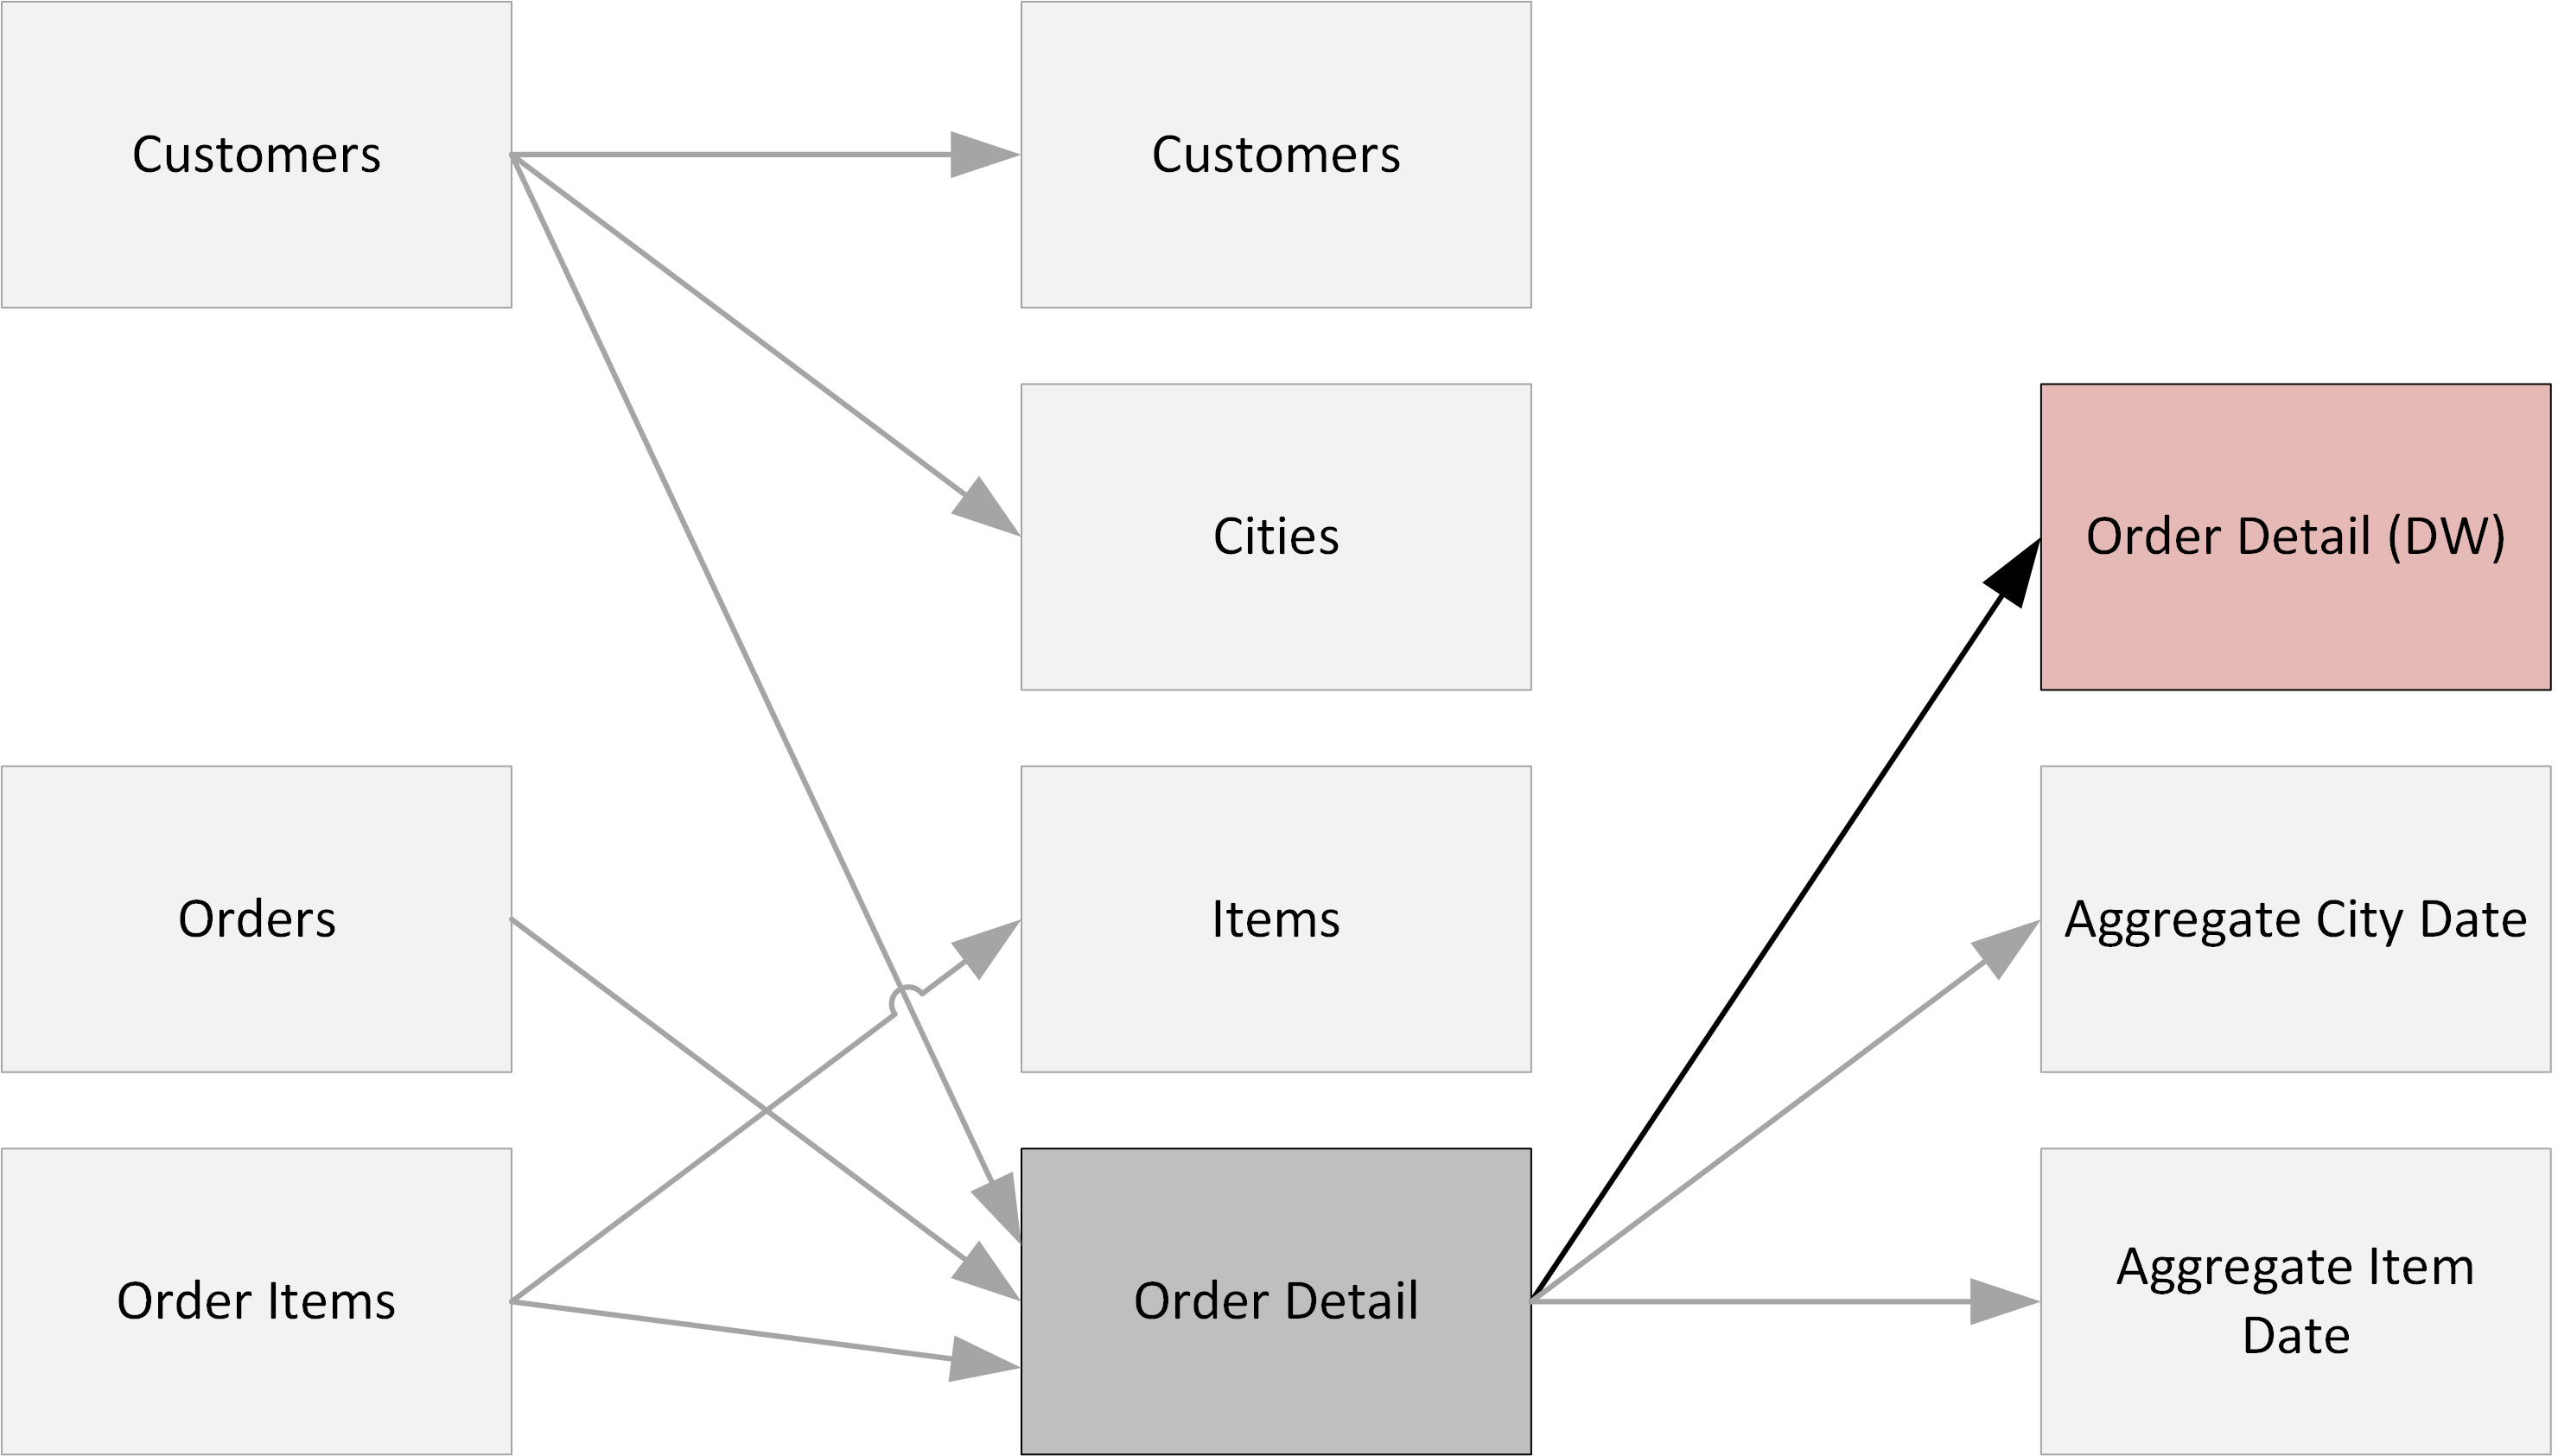 Customers
Customers
Cities
Order Detail (DW)
Orders
Items
Aggregate City Date
Order Items
Order Detail
Aggregate Item
Date